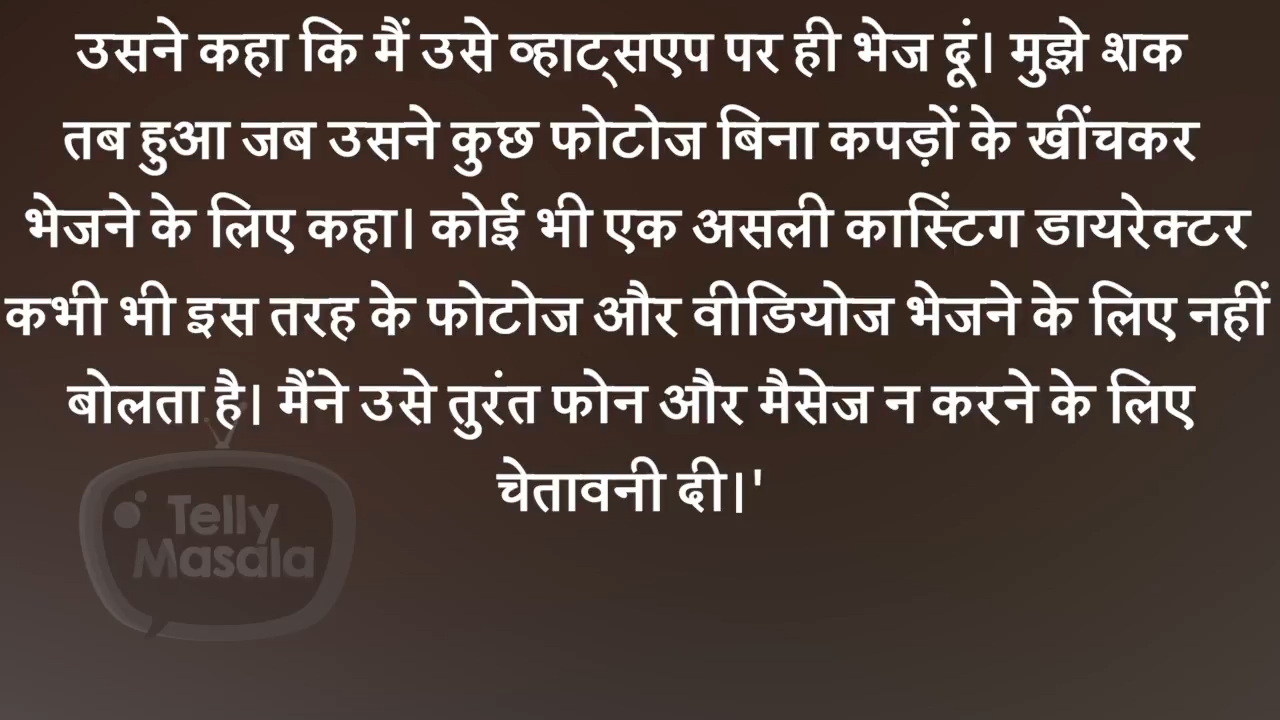 उसने कहा कि मैं उसे व्हाट्सएप पर ही भेज दूं। मुझे शक
तब हुआ जब उसने कुछ फोटोज बिना कपड़ों के खींचकर
भेजने के लिए कहा। कोई भी एक असली कास्टिंग डायरेक्टर
कभी भी इस तरह के फोटोज और वीडियोज भेजने के लिए नहीं
बोलता है। मैंने उसे तुरंत फोन और मैसेज न करने के लिए
चेतावनी दी।'
Telly
Masala